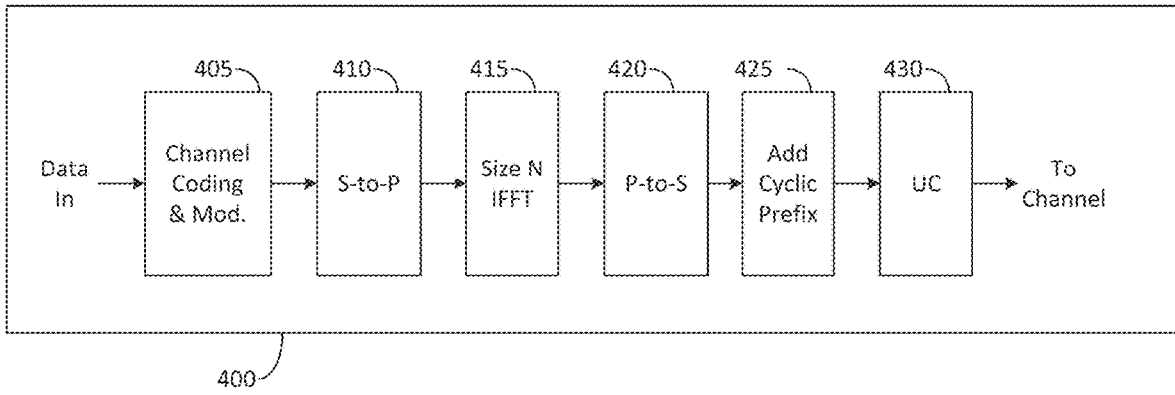 405
410
415
420
425
430
Data
In
Channel
Coding
& Mod.
S-to-P
Size N
IFFT
P-to-S
Add
Cyclic
Prefix
UC
To
Channel
400